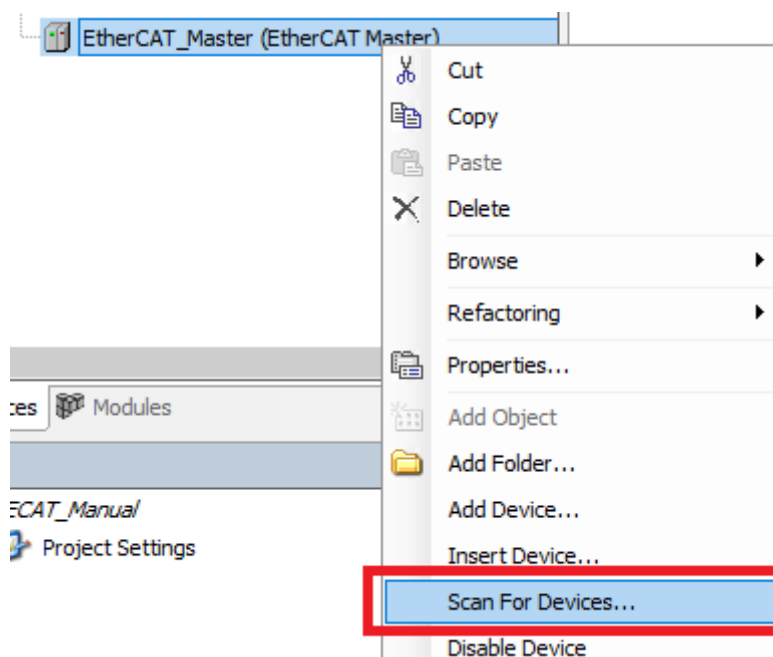 EtherCAT_Master (EtherCAT Master)
Cut
Copy
Paste
Delete
Browse
Refactoring
Properties...
Add Object
Add Folder...
Add Device...
Insert Device...
Scan For Devices...
Disable Device
Modules
ECAT_Manual
Project Settings